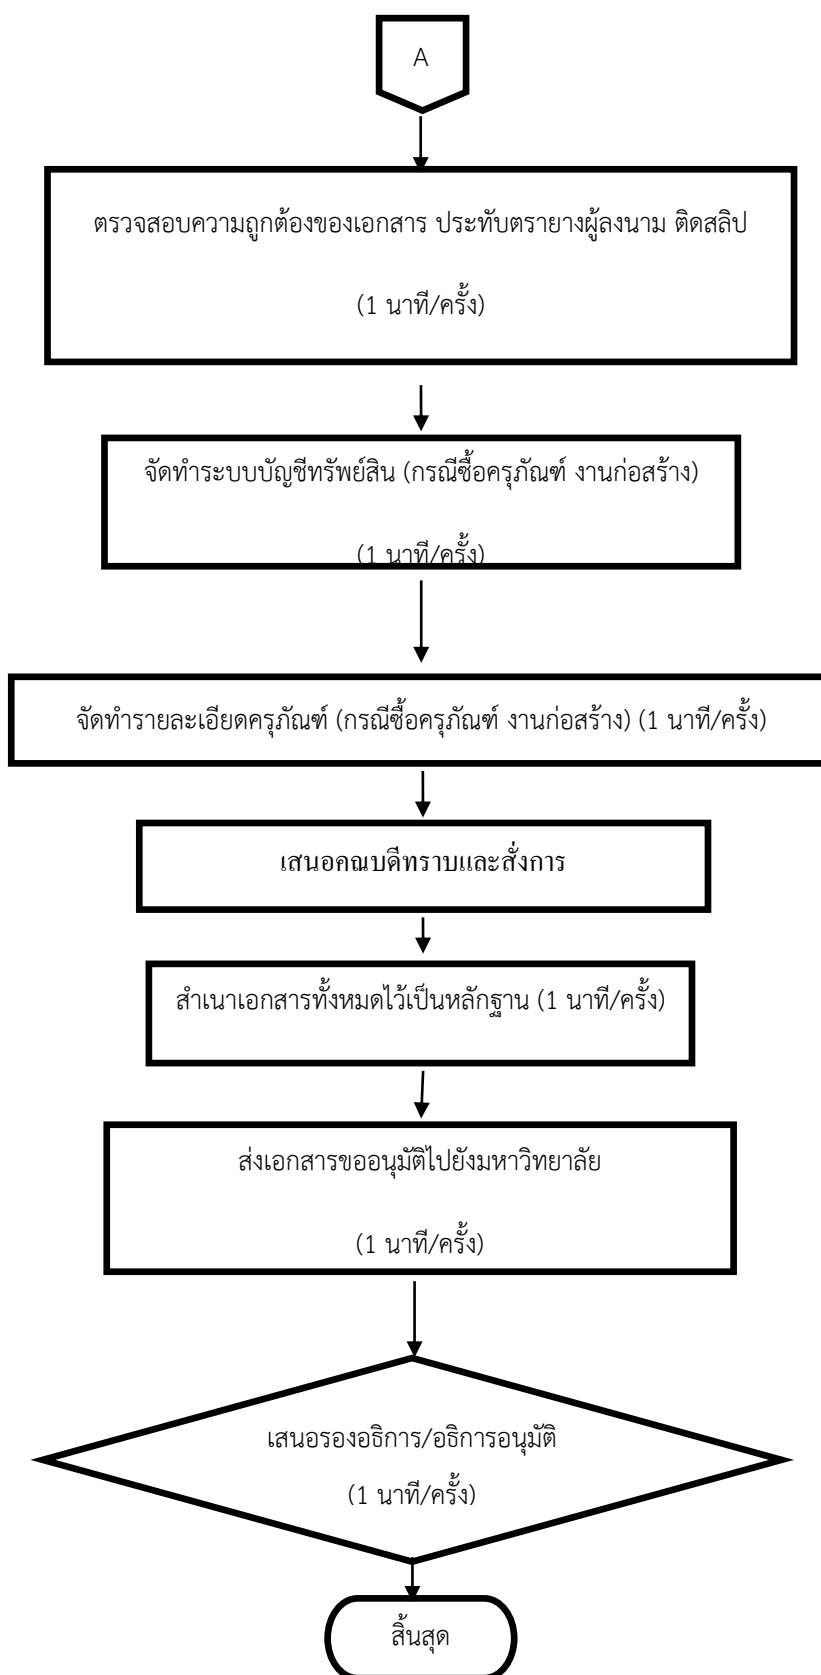 A
ตรวจสอบความถูกต้องของเอกสาร ประทับตรายางผู้ลงนาม ติดสลิป
(1 นาที/ครั้ง)
จัดทำระบบบัญชีทรัพย์สิน (กรณีซื้อครุภัณฑ์ งานก่อสร้าง)
(1 นาที/ครั้ง)
จัดทำรายละเอียดครุภัณฑ์ (กรณีซื้อครุภัณฑ์ งานก่อสร้าง) (1 นาที/ครั้ง)
เสนอคณบดีทราบและสั่งการ
สำเนาเอกสารทั้งหมดไว้เป็นหลักฐาน (1 นาที/ครั้ง)
ส่งเอกสารขออนุมัติไปยังมหาวิทยาลัย
(1 นาที/ครั้ง)
เสนอรองอธิการ/อธิการอนุมัติ
(1 นาที/ครั้ง)
สิ้นสุด